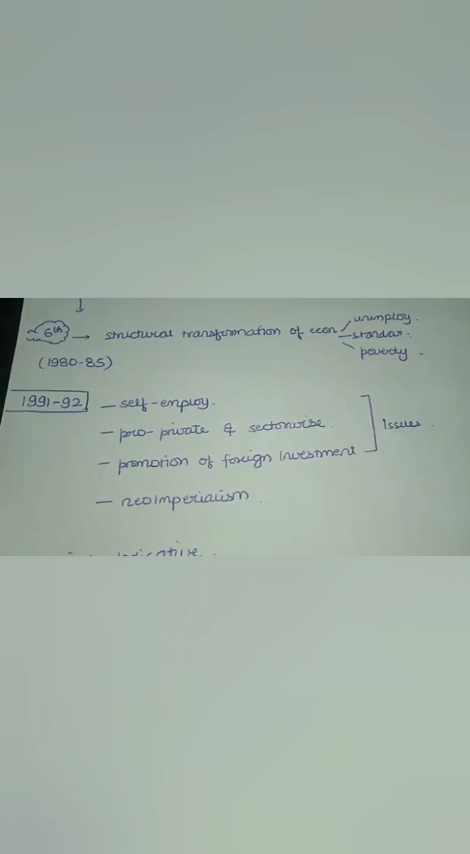 unemploy.
6th → structural transformation of econ — standar.
poverty.
(1980-85)
1991-92 — self-employ.
— pro-private & sectorwise. Issues.
— promotion of foreign Investment
— neoImperialism.
Indicative.